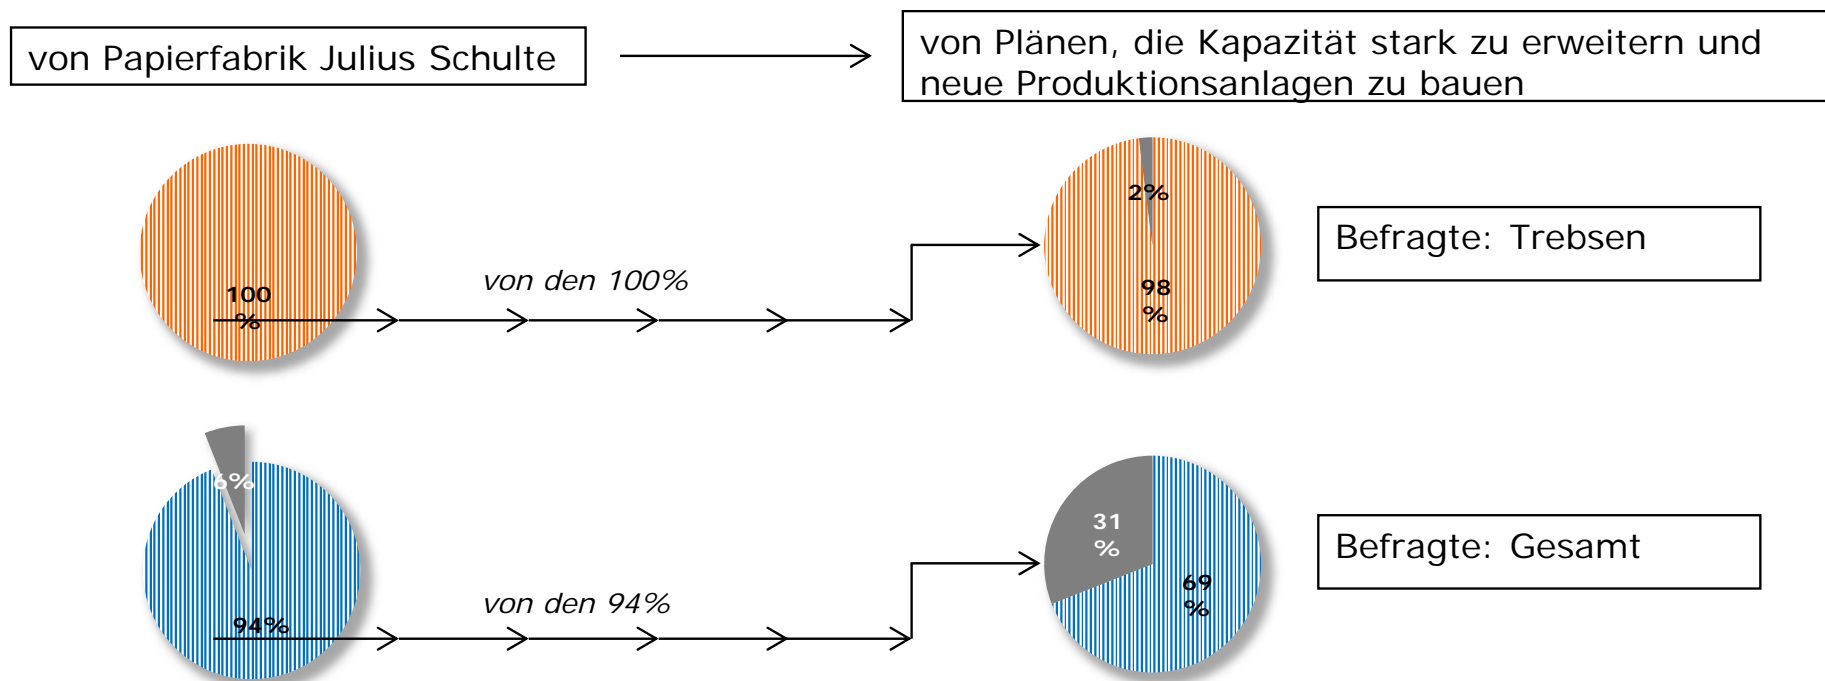 von Papierfabrik Julius Schulte
von Plänen, die Kapazität stark zu erweitern und
neue Produktionsanlagen zu bauen
100
%
von den 100%
2%
98
%
Befragte: Trebsen
6%
94%
von den 94%
31
%
69
%
Befragte: Gesamt